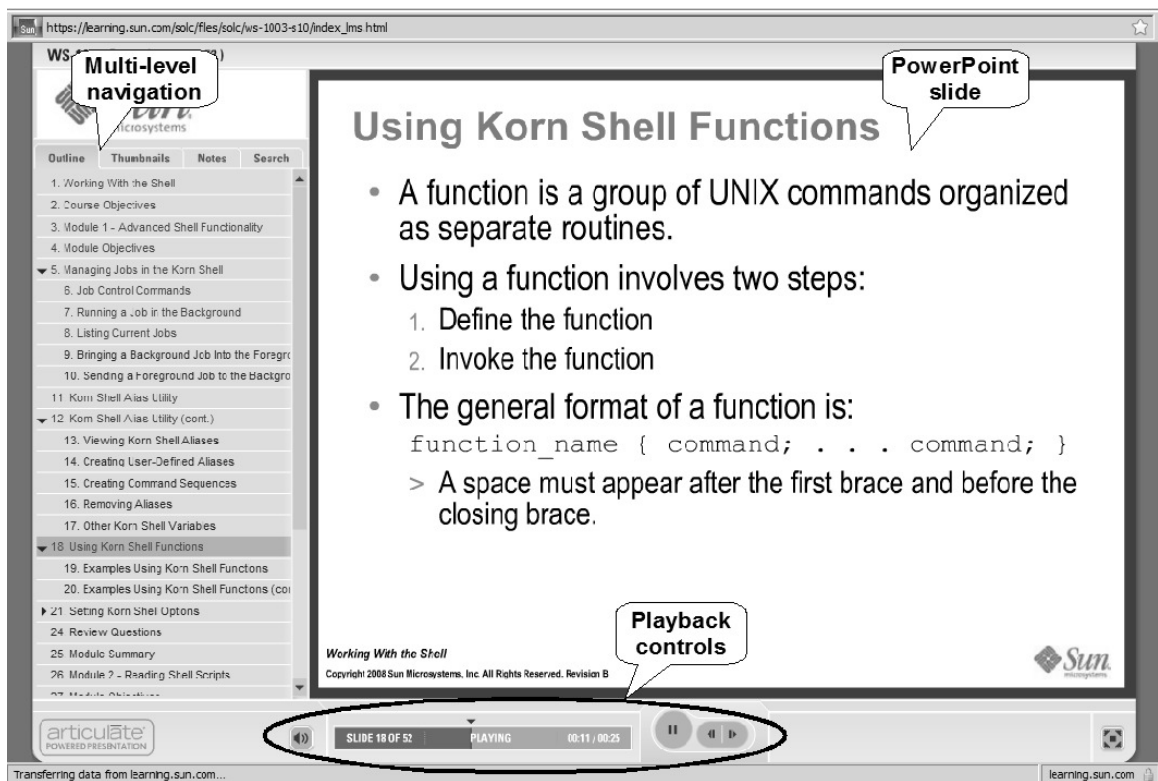 https://learning.sun.com/solc/files/solc/ws-1003-s10/index_lms html
Multi-level
navigation
PowerPoint
slide
microsystems
Outline Thumbnails Notes Search
1. Working With the Shell
2. Course Objectives
3. Module 1 - Advanced Shell Functionality
4. Module Objectives
5. Managing Jobs in the Korn Shell
6. Job Control Commands
7. Running a Job in the Background
8. Listing Current Jobs
9. Bringing a Background Job Into the Foregro
10. Sending a Foreground Job to the Backgro
11 Korn Shell Alias Utility
12 Korn Shell Alias Utility (cont.)
13. Viewing Korn Shell Aliases
14. Creating User-Defined Aliases
15. Creating Command Sequences
16. Removing Aliases
17. Other Korn Shell Variables
18 Using Korn Shell Functions
19. Examples Using Korn Shell Functons
20. Examples Using Korn Shell Functons (co
21 Setting Korn Shel Options
24 Review Questions
25 Module Summary
26 Module 2 - Reading Shell Scripts
27 Module Objectives
Using Korn Shell Functions
• A function is a group of UNIX commands organized
as separate routines.
• Using a function involves two steps:
1. Define the function
2. Invoke the function
• The general format of a function is:
function_name { command; . . . command; }
> A space must appear after the first brace and before the
closing brace.
Playback
controls
Working With the Shell
Copyright 2008 Sun Microsystems, Inc. All Rights Reserved. Revision B
Sun
microsystems
articulate
POWERED PRESENTATION
SLIDE 18 OF 52 PLAYING 00:11 / 00:25
Transferring data from learning.sun.com...
learning.sun.com